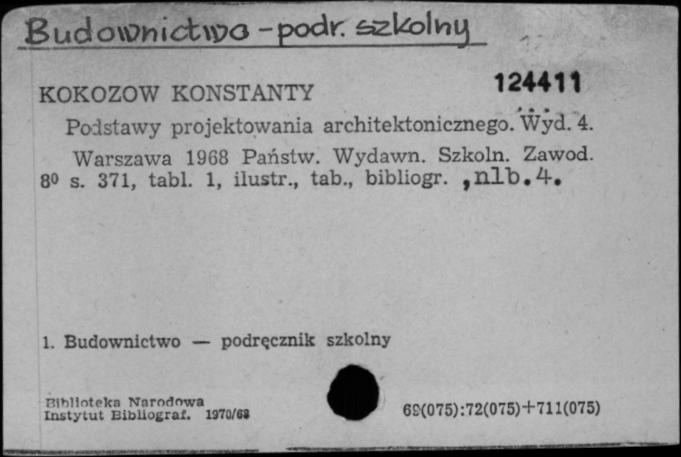 Budownictwo - podr. szkolny
124411
KOKOZOW KONSTANTY
Podstawy projektowania architektonicznego. Wyd. 4.
Warszawa 1968 Państw. Wydawn. Szkoln. Zawod.
8⁰ s. 371, tabl. 1, ilustr., tab., bibliogr. , nlb. 4.
1. Budownictwo — podręcznik szkolny
Biblioteka Narodowa
Instytut Bibliograf. 1970/68
69(075):72(075)+711(075)